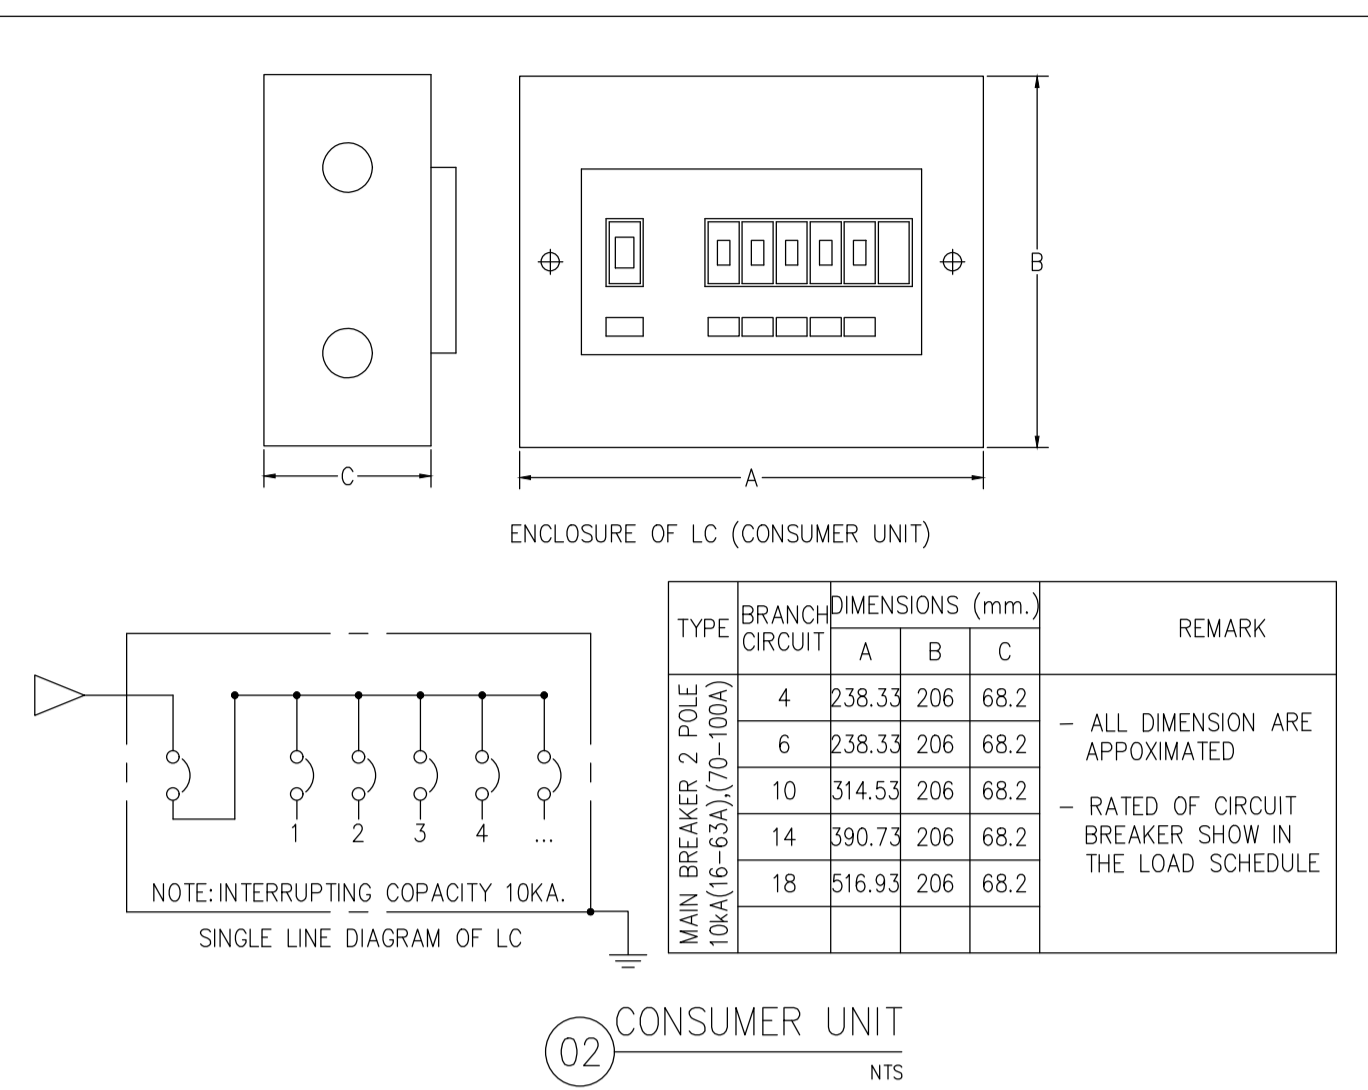 B
C
A
ENCLOSURE OF LC (CONSUMER UNIT)
1 2 3 4 ...
NOTE: INTERRUPTING COPACITY 10KA.
SINGLE LINE DIAGRAM OF LC
TYPE
BRANCH
CIRCUIT
DIMENSIONS (mm.)
A B C
REMARK
MAIN BREAKER 2 POLE
10kA(16-63A),(70-100A)
4 238.33 206 68.2
6 238.33 206 68.2
10 314.53 206 68.2
14 390.73 206 68.2
18 516.93 206 68.2
- ALL DIMENSION ARE
APPOXIMATED
- RATED OF CIRCUIT
BREAKER SHOW IN
THE LOAD SCHEDULE
02 CONSUMER UNIT
NTS